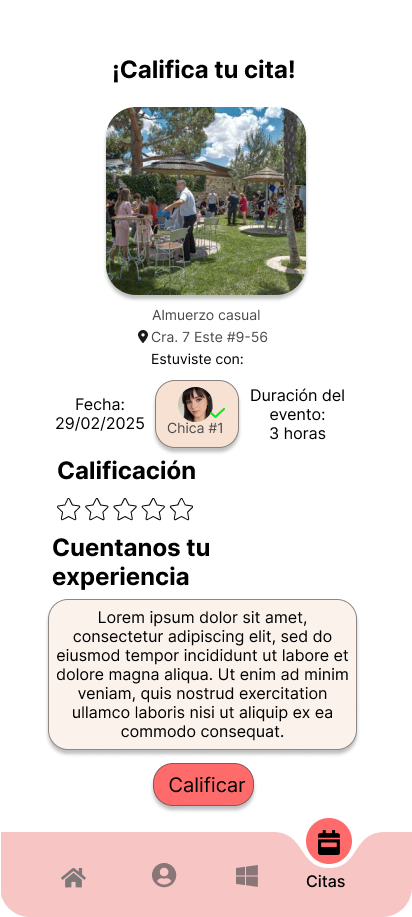 ¡Califica tu cita!
Almuerzo casual
Cra. 7 Este #9-56
Estuviste con:
Fecha:
29/02/2025
Chica #1
Duración del
evento:
3 horas
Calificación
Cuentanos tu
experiencia
Lorem ipsum dolor sit amet,
consectetur adipiscing elit, sed do
eiusmod tempor incididunt ut labore et
dolore magna aliqua. Ut enim ad minim
veniam, quis nostrud exercitation
ullamco laboris nisi ut aliquip ex ea
commodo consequat.
Calificar
Citas